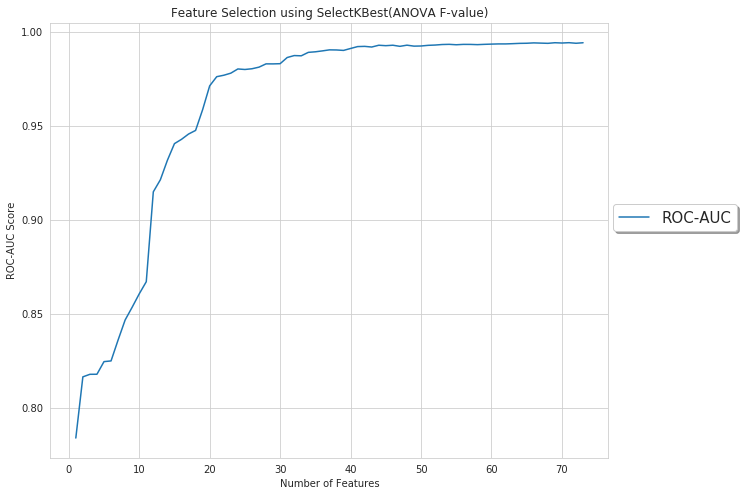 Feature Selection using SelectKBest(ANOVA F-value)
1.00
0.95
0.90
0.85
0.80
ROC-AUC Score
ROC-AUC
0 10 20 30 40 50 60 70
Number of Features